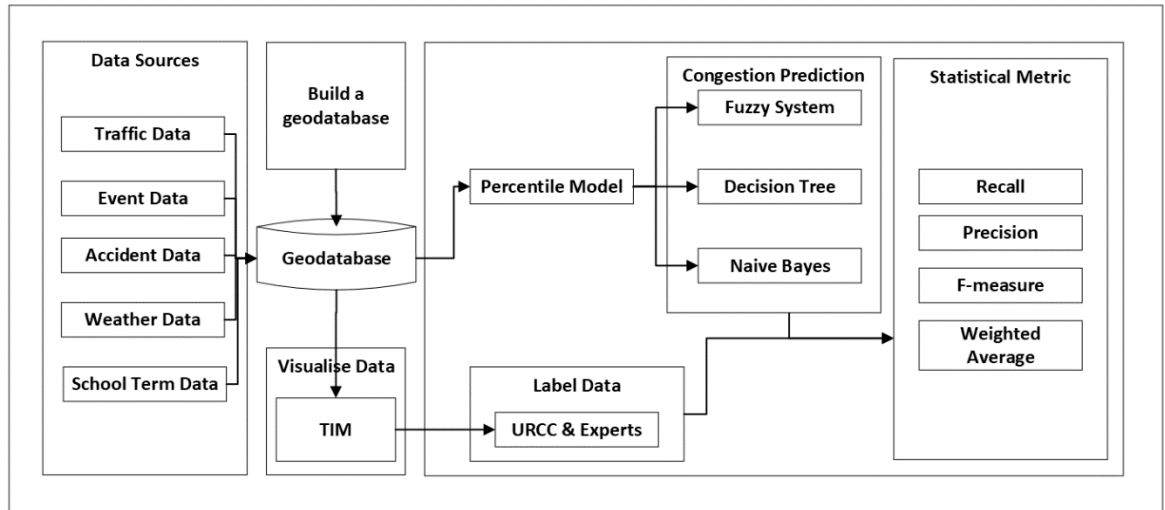 Data Sources
Traffic Data
Event Data
Accident Data
Weather Data
School Term Data
Build a
geodatabase
Geodatabase
Visualise Data
TIM
Percentile Model
Congestion Prediction
Fuzzy System
Decision Tree
Naive Bayes
Label Data
URCC & Experts
Statistical Metric
Recall
Precision
F-measure
Weighted
Average